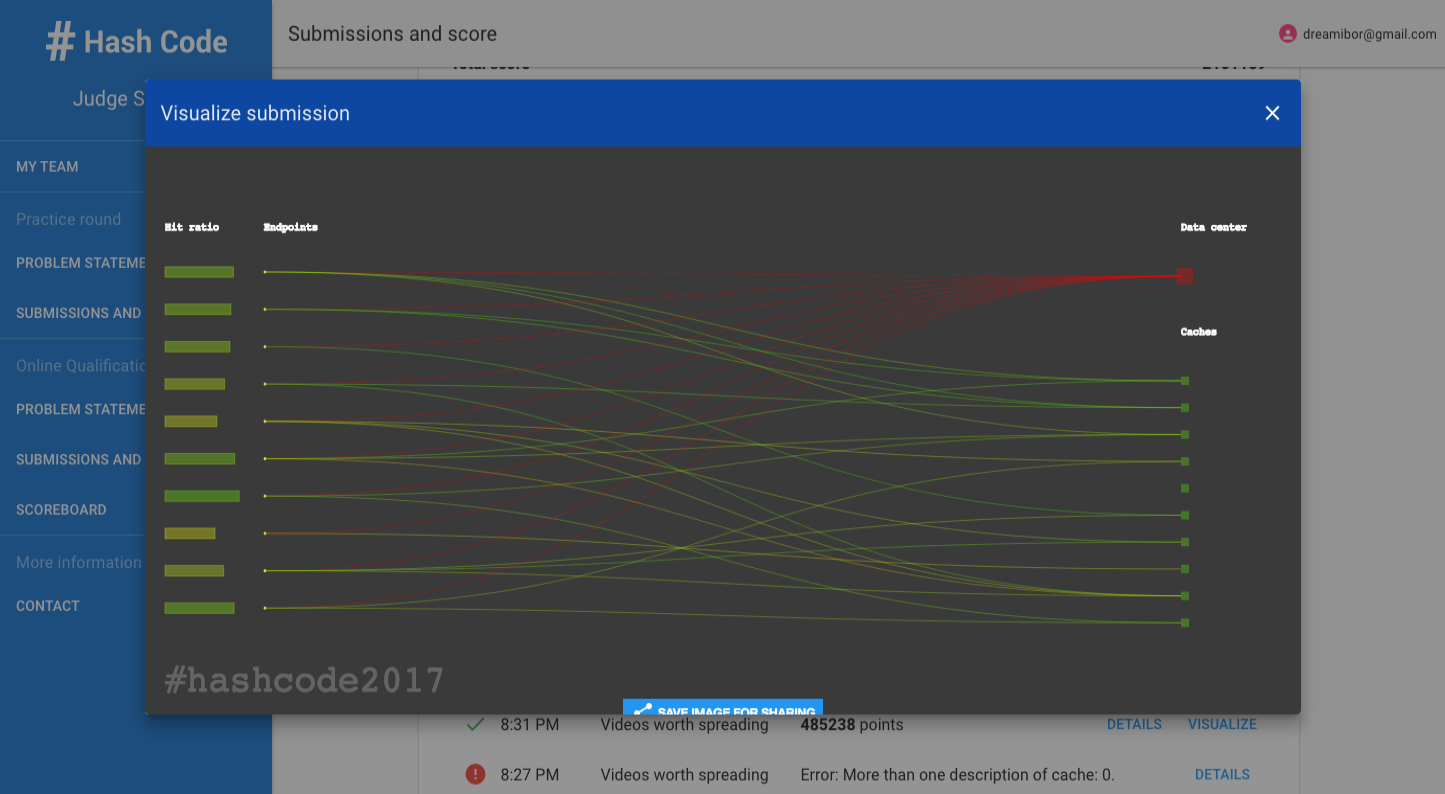 # Hash Code
Submissions and score
dreamibor@gmail.com
Judge S
Visualize submission
MY TEAM
Practice round
PROBLEM STATEME
SUBMISSIONS AND
Online Qualificatio
PROBLEM STATEME
SUBMISSIONS AND
SCOREBOARD
More information
CONTACT
Hit ratio
Endpoints
Data center
Caches
#hashcode2017
SAVE IMAGE FOR SHARING
8:31 PM Videos worth spreading 485238 points DETAILS VISUALIZE
8:27 PM Videos worth spreading Error: More than one description of cache: 0. DETAILS